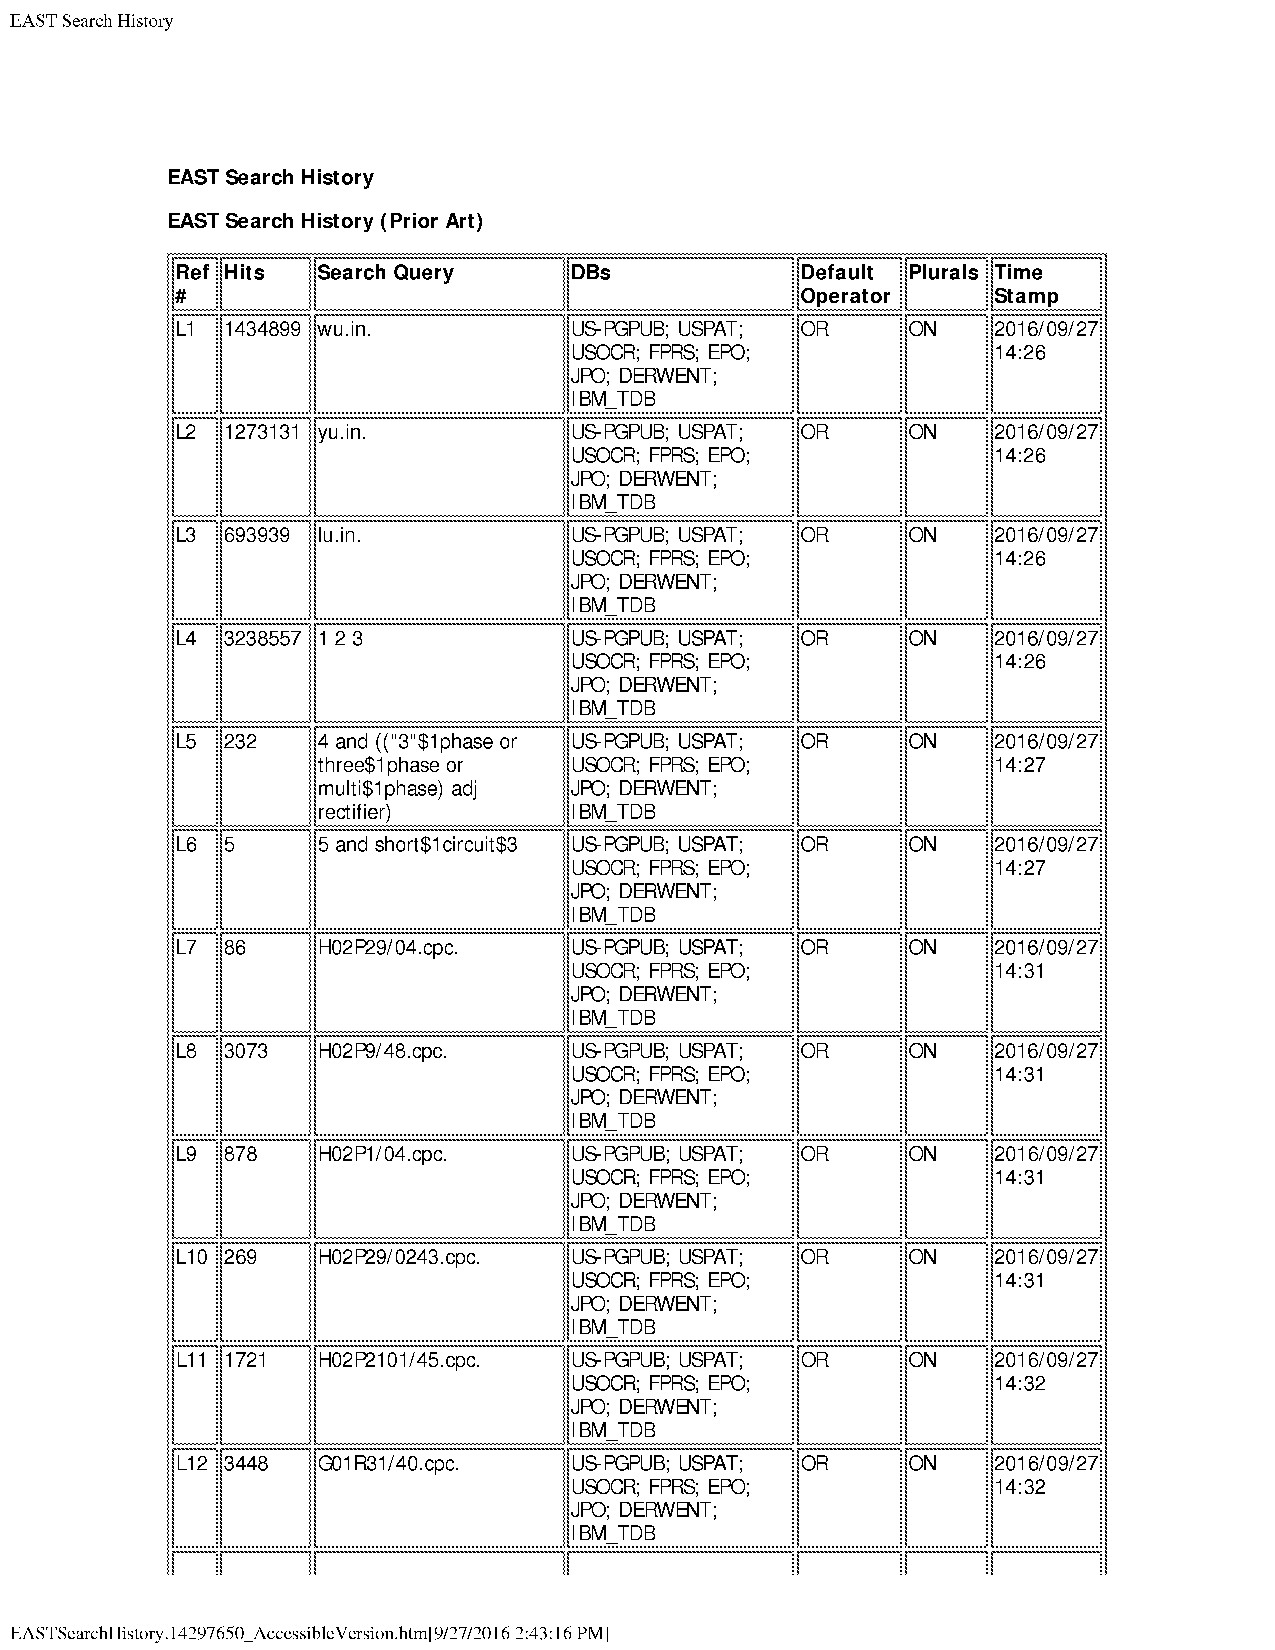 EAST Search History
EAST Search History
EAST Search History (Prior Art)
Ref # Hits Search Query DBs Default Operator Plurals Time Stamp
L1 1434899 wu.in. US-PGPUB; USPAT; OR ON 2016/09/27
USOCR; FPRS; EPO; 14:26
JPO; DERWENT;
IBM_TDB
L2 1273131 yu.in. US-PGPUB; USPAT; OR ON 2016/09/27
USOCR; FPRS; EPO; 14:26
JPO; DERWENT;
IBM_TDB
L3 693939 lu.in. US-PGPUB; USPAT; OR ON 2016/09/27
USOCR; FPRS; EPO; 14:26
JPO; DERWENT;
IBM_TDB
L4 3238557 1 2 3 US-PGPUB; USPAT; OR ON 2016/09/27
USOCR; FPRS; EPO; 14:26
JPO; DERWENT;
IBM_TDB
L5 232 4 and (("3"$1phase or US-PGPUB; USPAT; OR ON 2016/09/27
three$1phase or USOCR; FPRS; EPO; 14:27
multi$1phase) adj JPO; DERWENT;
rectifier) IBM_TDB
L6 5 5 and short$1circuit$3 US-PGPUB; USPAT; OR ON 2016/09/27
USOCR; FPRS; EPO; 14:27
JPO; DERWENT;
IBM_TDB
L7 86 H02P29/04.cpc. US-PGPUB; USPAT; OR ON 2016/09/27
USOCR; FPRS; EPO; 14:31
JPO; DERWENT;
IBM_TDB
L8 3073 H02P9/48.cpc. US-PGPUB; USPAT; OR ON 2016/09/27
USOCR; FPRS; EPO; 14:31
JPO; DERWENT;
IBM_TDB
L9 878 H02P1/04.cpc. US-PGPUB; USPAT; OR ON 2016/09/27
USOCR; FPRS; EPO; 14:31
JPO; DERWENT;
IBM_TDB
L10 269 H02P29/0243.cpc. US-PGPUB; USPAT; OR ON 2016/09/27
USOCR; FPRS; EPO; 14:31
JPO; DERWENT;
IBM_TDB
L11 1721 H02P2101/45.cpc. US-PGPUB; USPAT; OR ON 2016/09/27
USOCR; FPRS; EPO; 14:32
JPO; DERWENT;
IBM_TDB
L12 3448 G01R31/40.cpc. US-PGPUB; USPAT; OR ON 2016/09/27
USOCR; FPRS; EPO; 14:32
JPO; DERWENT;
IBM_TDB
EASTSearchHistory.14297650_AccessibleVersion.htm[9/27/2016 2:43:16 PM]